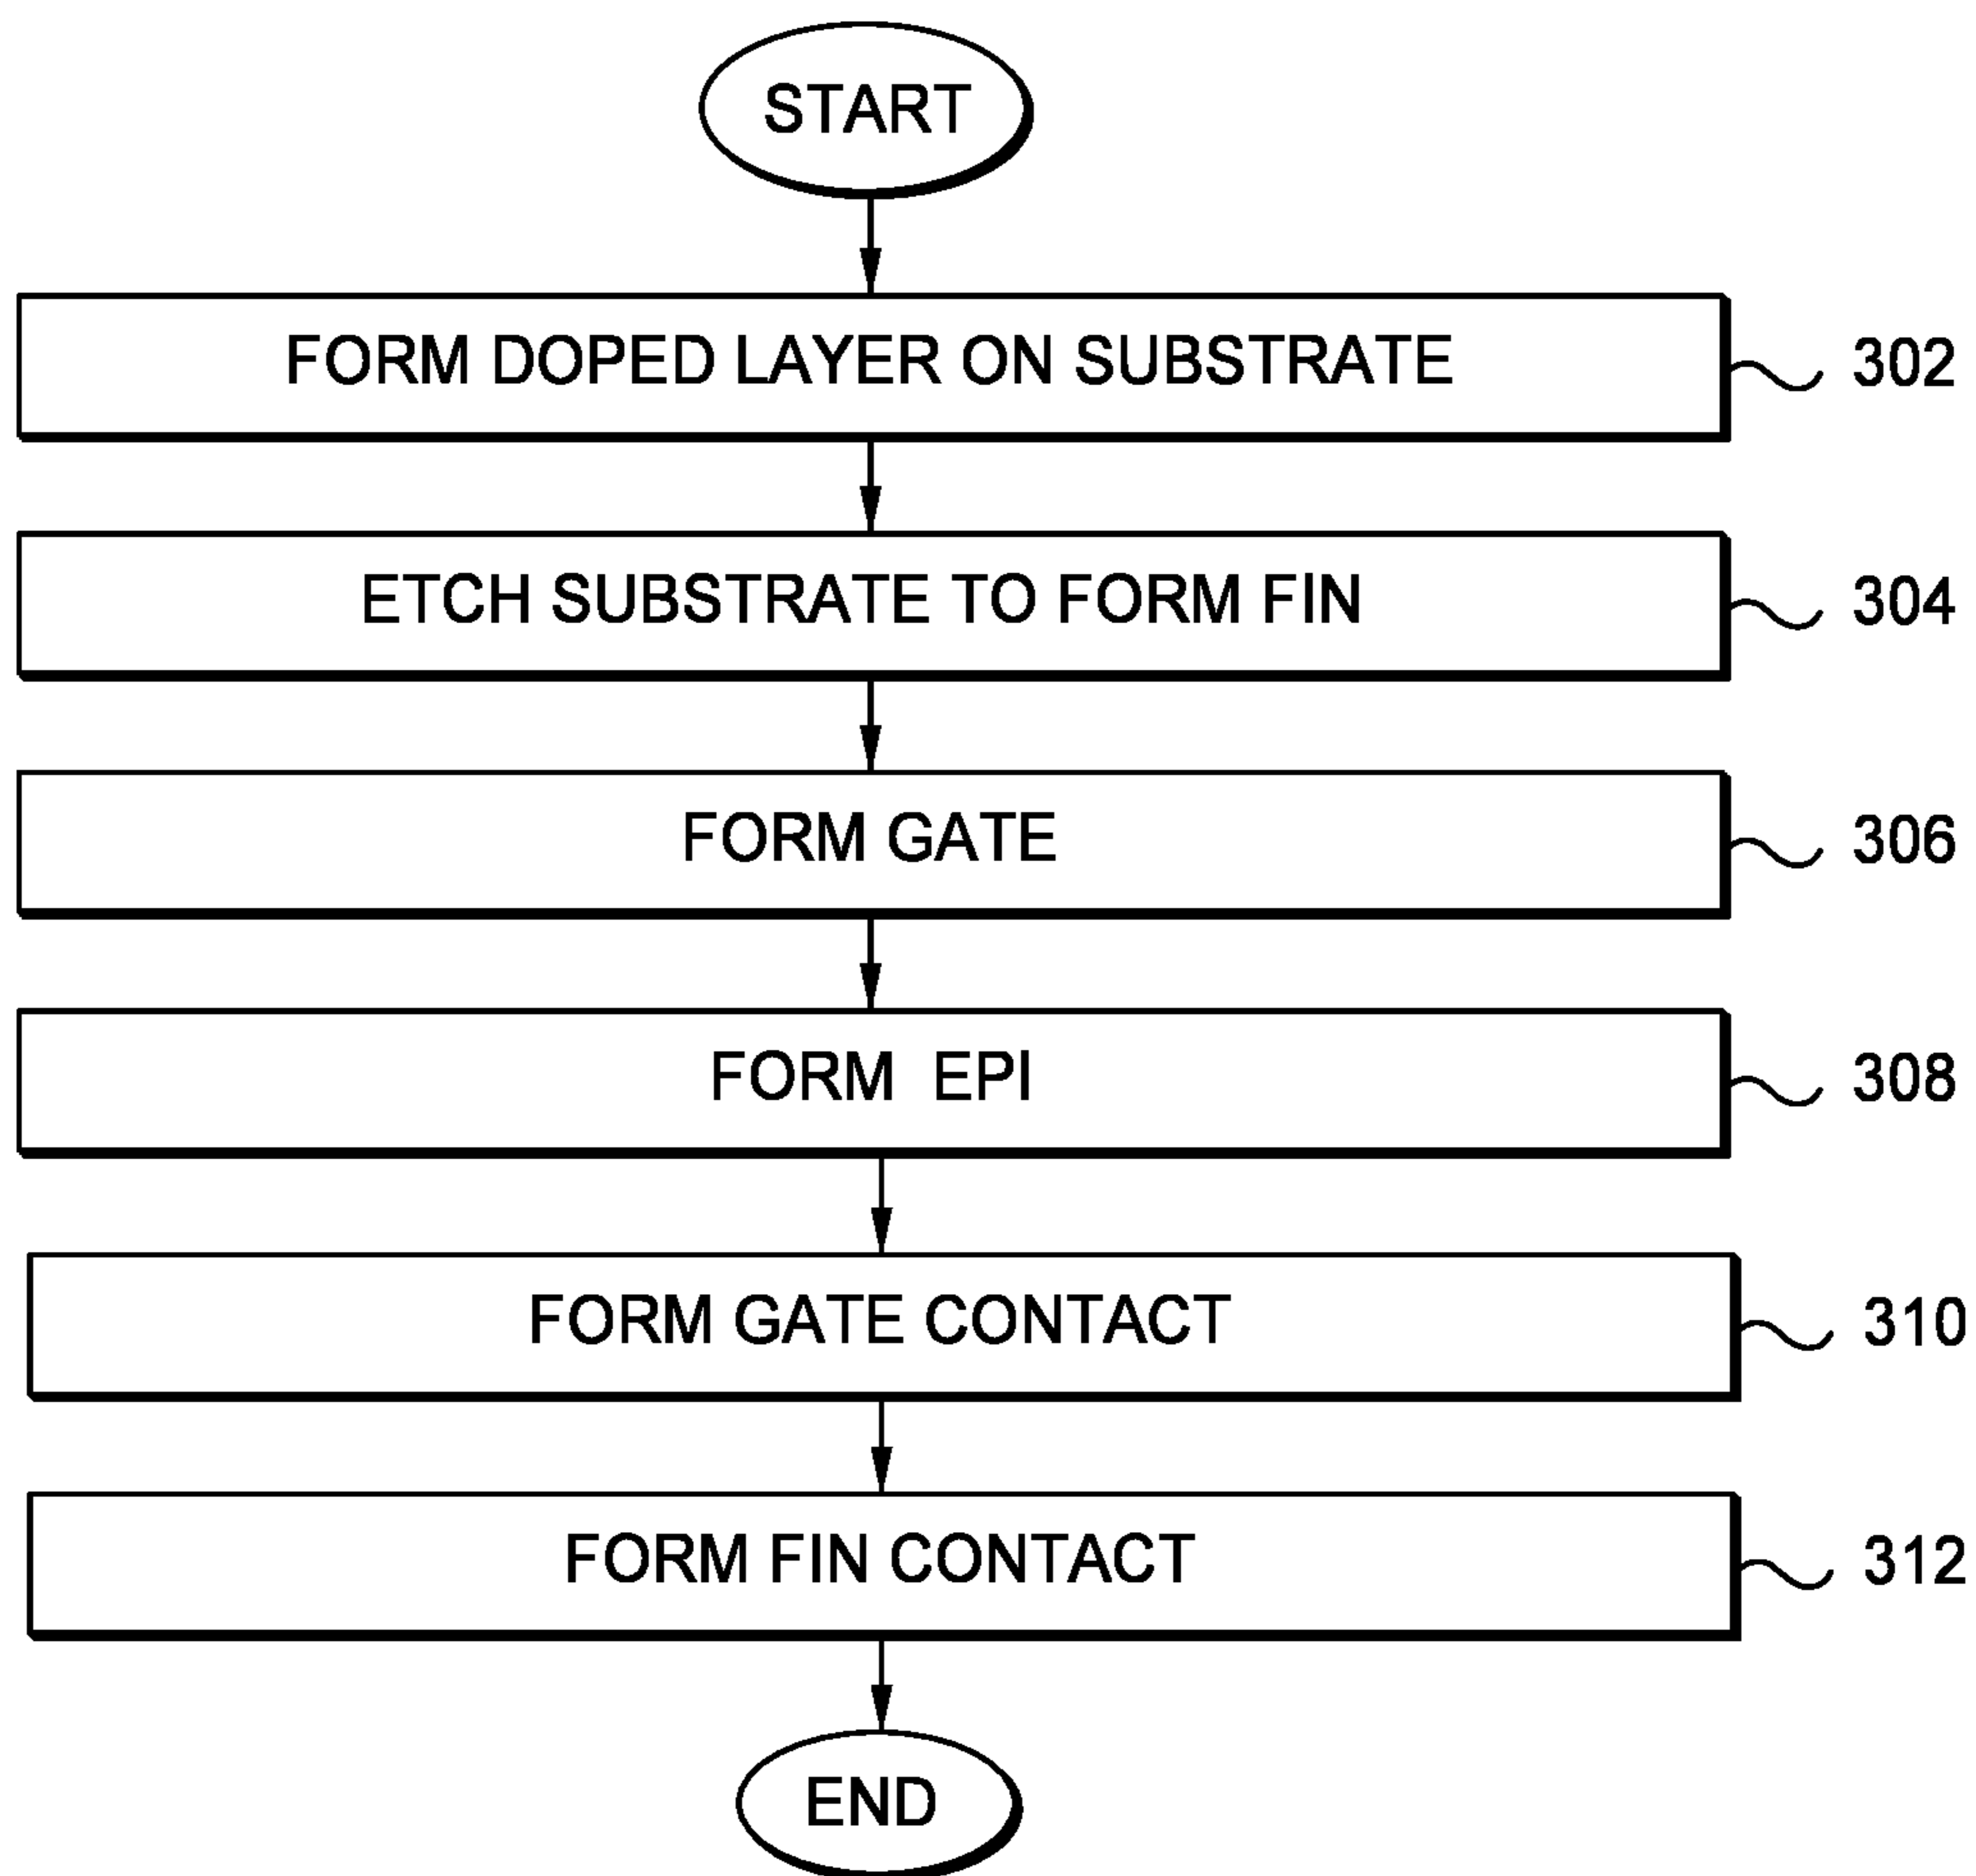 START
FORM DOPED LAYER ON SUBSTRATE
302
ETCH SUBSTRATE TO FORM FIN
304
FORM GATE
306
FORM EPI
308
FORM GATE CONTACT
310
FORM FIN CONTACT
312
END